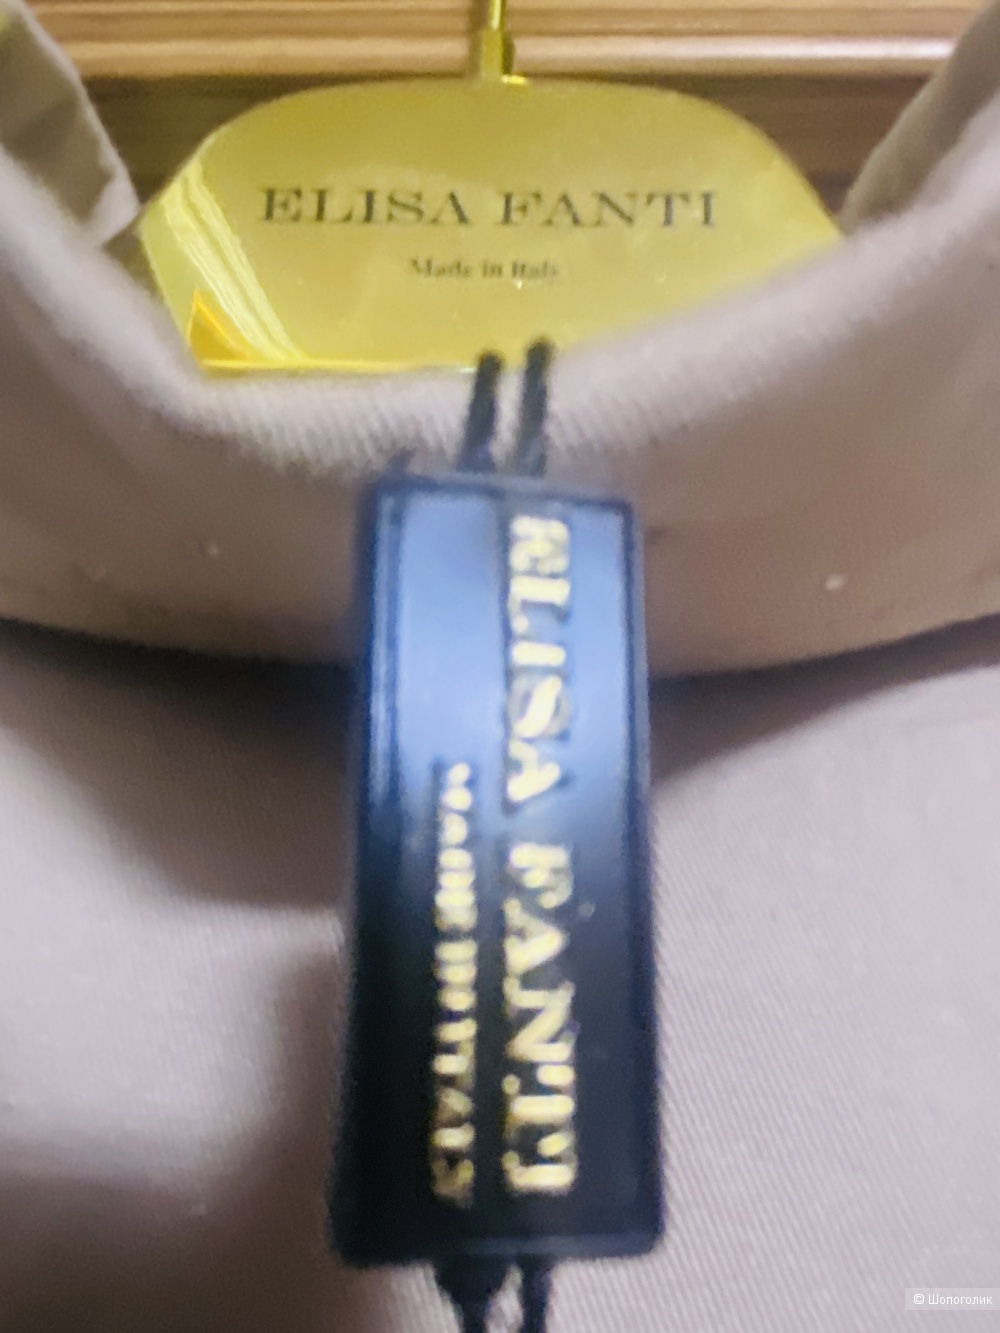 ELISA FANTI
Made in Italy
ELISA FANTI
MADE IN ITALY
© Шопоголик